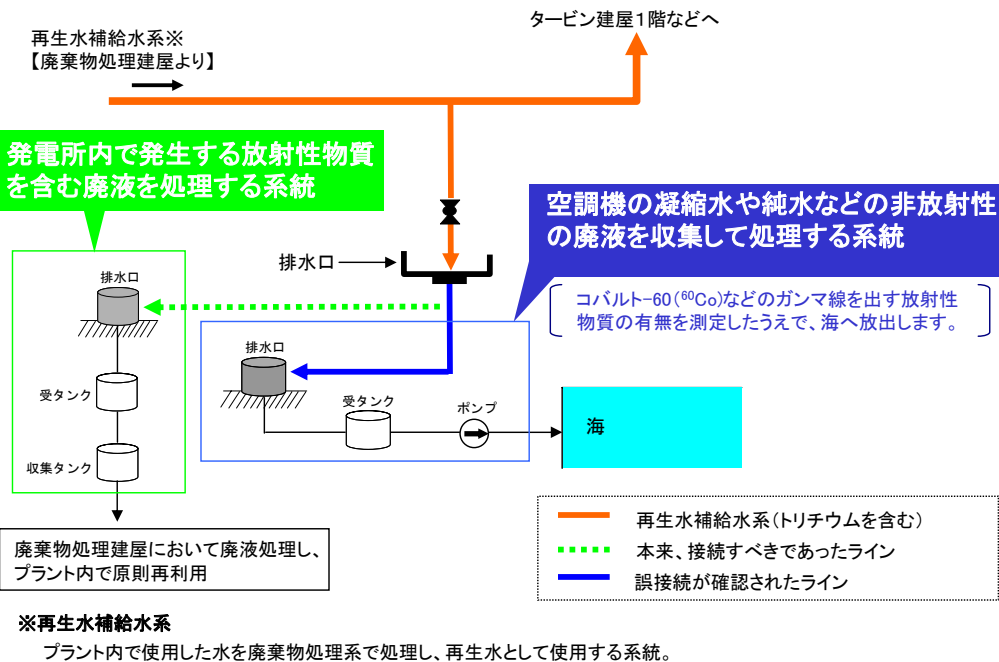 タービン建屋1階などへ
再生水補給水系※
【廃棄物処理建屋より】
発電所内で発生する放射性物質
を含む廃液を処理する系統
空調機の凝縮水や純水などの非放射性
の廃液を収集して処理する系統
コバルト-60(⁶⁰Co)などのガンマ線を出す放射性
物質の有無を測定したうえで、海へ放出します。
排水口
排水口
排水口
受タンク
収集タンク
受タンク
ポンプ
海
廃棄物処理建屋において廃液処理し、
プラント内で原則再利用
再生水補給水系(トリチウムを含む)
本来、接続すべきであったライン
誤接続が確認されたライン
※再生水補給水系
プラント内で使用した水を廃棄物処理系で処理し、再生水として使用する系統。